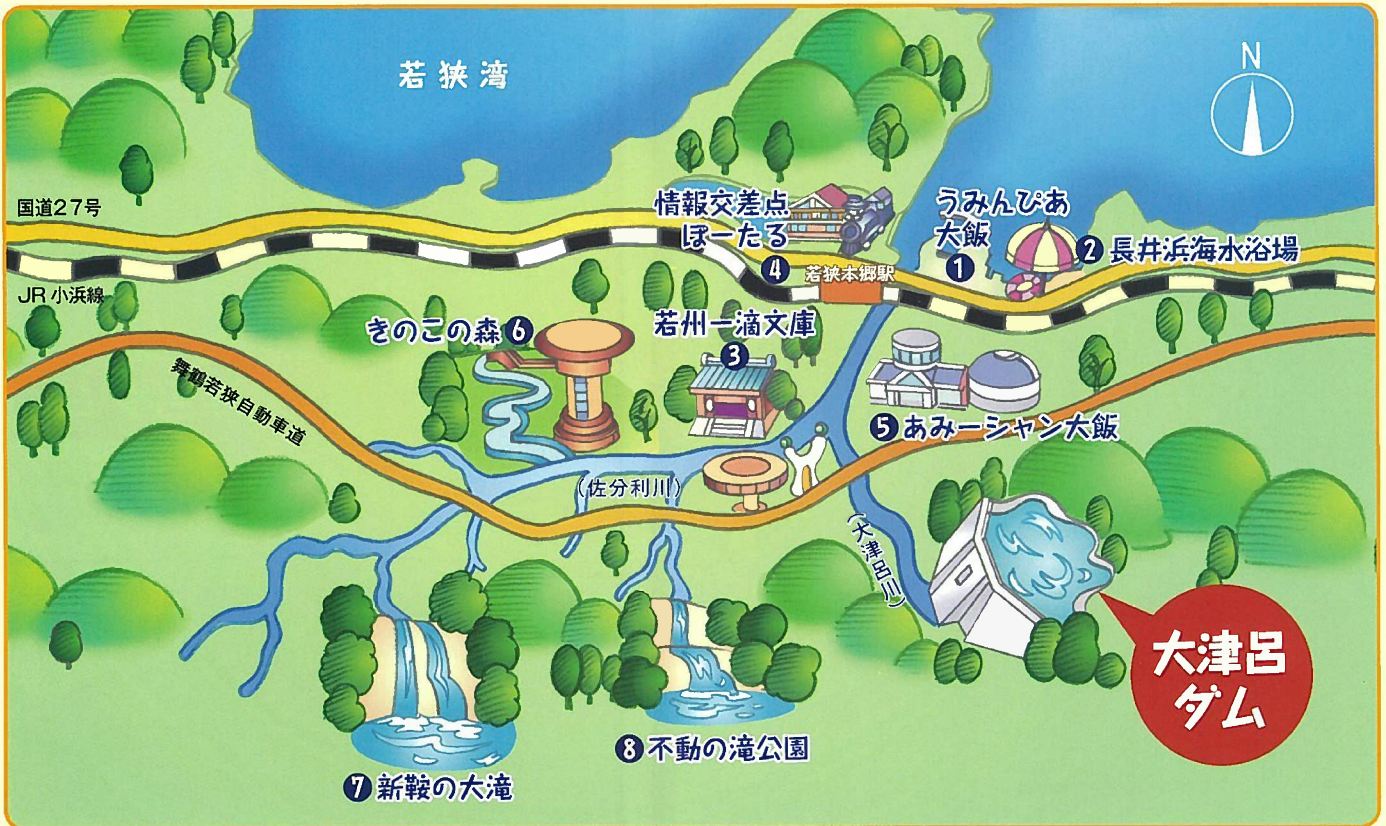 若狭湾
N
国道27号
情報交差点
ぽーたる
4
うみんぴあ
大飯
1
2 長井浜海水浴場
若狭本郷駅
JR小浜線
きのこの森 6
若州一滴文庫
3
舞鶴若狭自動車道
5 あみーシャン大飯
(佐分利川)
(大津呂川)
大津呂
ダム
8 不動の滝公園
7 新鞍の大滝